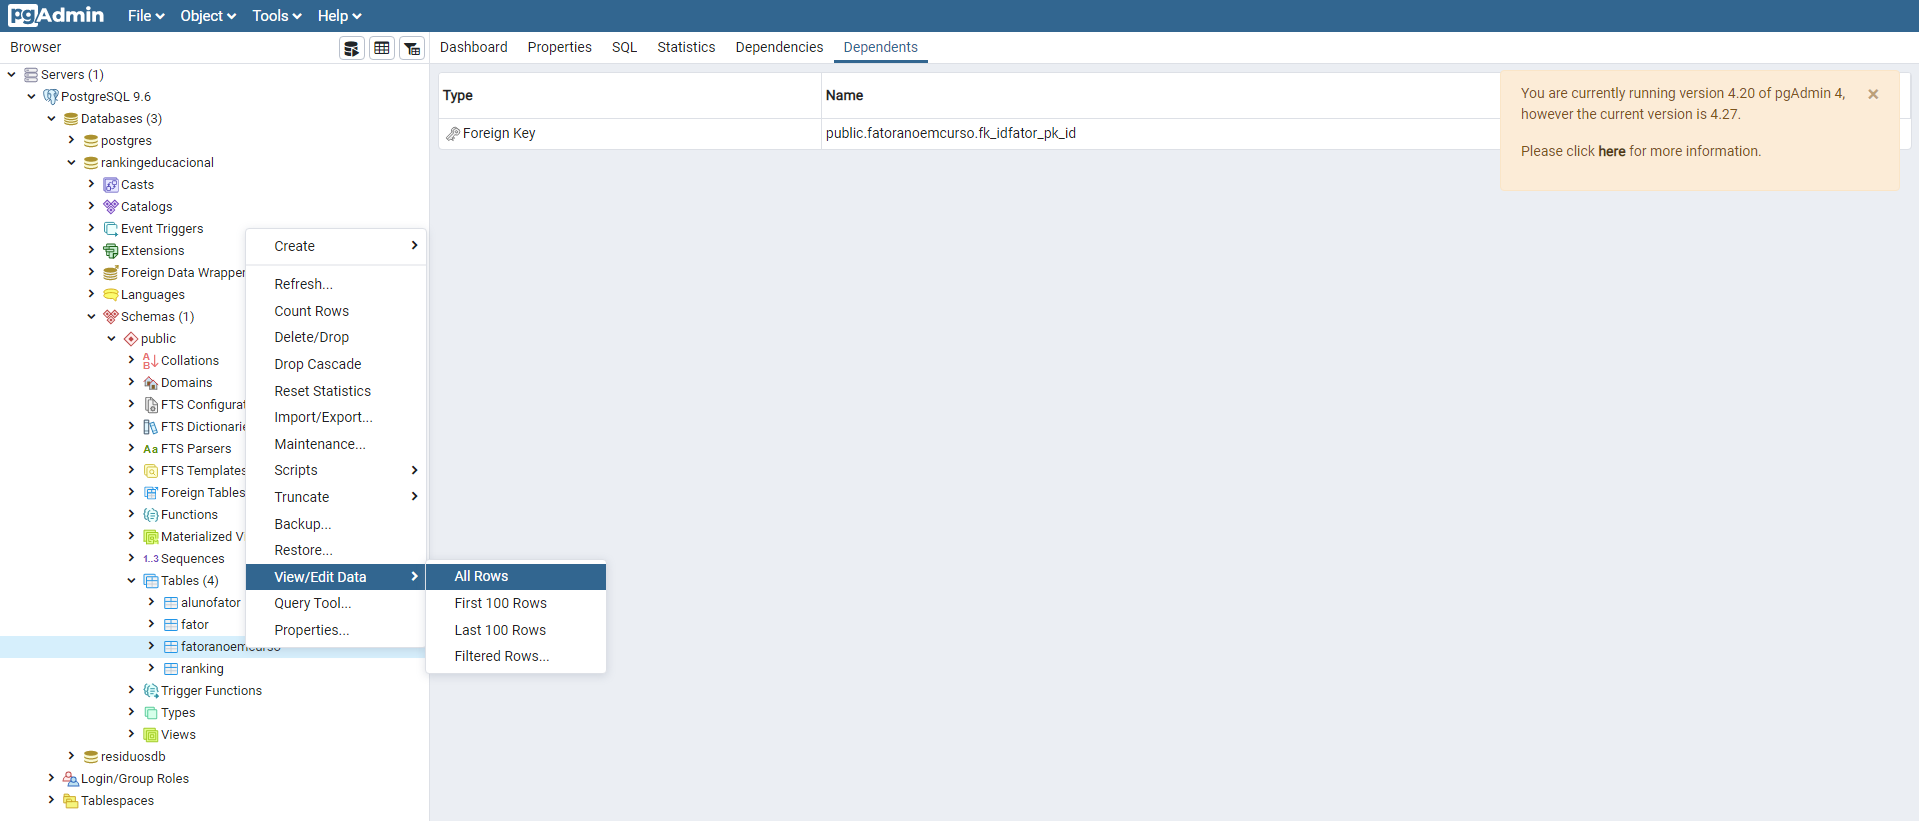 pgAdmin File Object Tools Help
Browser
Dashboard Properties SQL Statistics Dependencies Dependents
Servers (1)
PostgreSQL 9.6
Databases (3)
postgres
rankingeducacional
Casts
Catalogs
Event Triggers
Extensions
Foreign Data Wrapper
Languages
Schemas (1)
public
Collations
Domains
FTS Configurat
FTS Dictionarie
Aa FTS Parsers
FTS Templates
Foreign Tables
Functions
Materialized V
1..3 Sequences
Tables (4)
alunofator
fator
fatoranoemcurso
ranking
Trigger Functions
Types
Views
residuosdb
Login/Group Roles
Tablespaces
Create
Refresh...
Count Rows
Delete/Drop
Drop Cascade
Reset Statistics
Import/Export...
Maintenance...
Scripts
Truncate
Backup...
Restore...
View/Edit Data
Query Tool...
Properties...
All Rows
First 100 Rows
Last 100 Rows
Filtered Rows...
Type Name
Foreign Key public.fatoranoemcurso.fk_idfator_pk_id
You are currently running version 4.20 of pgAdmin 4, ×
however the current version is 4.27.
Please click here for more information.